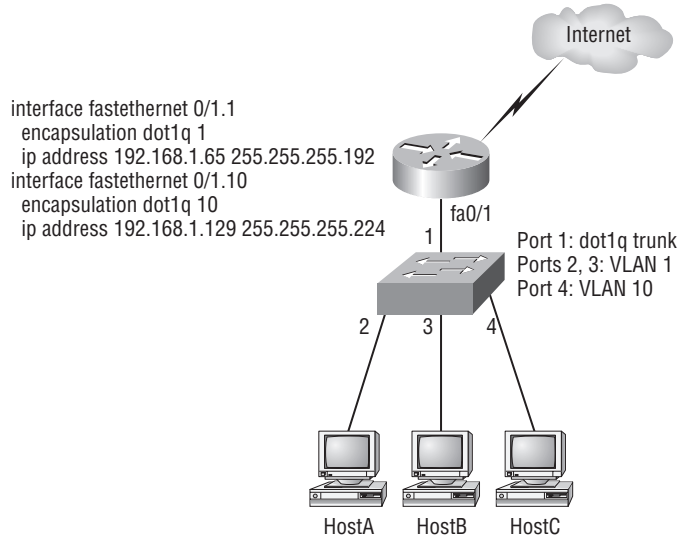 Internet
interface fastethernet 0/1.1
encapsulation dot1q 1
ip address 192.168.1.65 255.255.255.192
interface fastethernet 0/1.10
encapsulation dot1q 10
ip address 192.168.1.129 255.255.255.224
fa0/1
1
Port 1: dot1q trunk
Ports 2, 3: VLAN 1
Port 4: VLAN 10
2 3 4
HostA HostB HostC